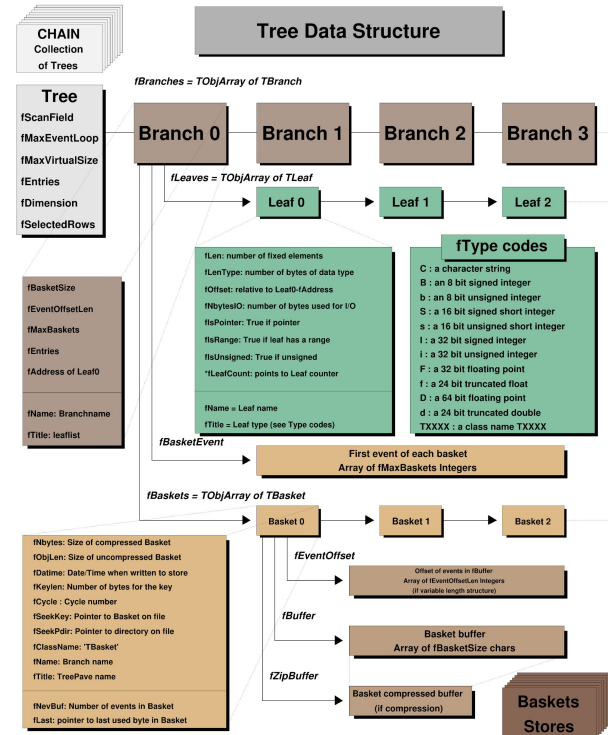 CHAIN
Collection
of Trees
Tree Data Structure
fBranches = TObjArray of TBranch
Tree
fScanField
fMaxEventLoop
fMaxVirtualSize
fEntries
fDimension
fSelectedRows
Branch 0
Branch 1
Branch 2
Branch 3
fLeaves = TObjArray of TLeaf
Leaf 0
Leaf 1
Leaf 2
fBasketSize
fEventOffsetLen
fMaxBaskets
fEntries
fAddress of Leaf0
fName: Branchname
fTitle: leaflist
fLen: number of fixed elements
fLenType: number of bytes of data type
fOffset: relative to Leaf0-fAddress
fNbytesIO: number of bytes used for I/O
fIsPointer: True if pointer
fIsRange: True if leaf has a range
fIsUnsigned: True if unsigned
*fLeafCount: points to Leaf counter
fName = Leaf name
fTitle = Leaf type (see Type codes)
fType codes
C : a character string
B : an 8 bit signed integer
b : an 8 bit unsigned integer
S : a 16 bit signed short integer
s : a 16 bit unsigned short integer
I : a 32 bit signed integer
i : a 32 bit unsigned integer
F : a 32 bit floating point
f : a 24 bit truncated float
D : a 64 bit floating point
d : a 24 bit truncated double
TXXXX : a class name TXXXX
fBasketEvent
First event of each basket
Array of fMaxBaskets Integers
fBaskets = TObjArray of TBasket
Basket 0
Basket 1
Basket 2
fNbytes: Size of compressed Basket
fObjLen: Size of uncompressed Basket
fDatime: Date/Time when written to store
fKeylen: Number of bytes for the key
fCycle : Cycle number
fSeekKey: Pointer to Basket on file
fSeekPdir: Pointer to directory on file
fClassName: 'TBasket'
fName: Branch name
fTitle: TreePave name
fNevBuf: Number of events in Basket
fLast: pointer to last used byte in Basket
fEventOffset
Offset of events in fBuffer
Array of fEventOffsetLen Integers
(if variable length structure)
fBuffer
Basket buffer
Array of fBasketSize chars
fZipBuffer
Basket compressed buffer
(if compression)
Baskets
Stores